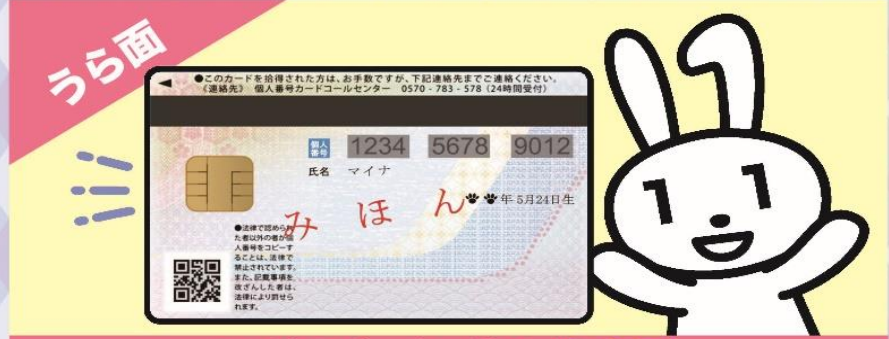 うら面
●このカードを拾得された方は、お手数ですが、下記連絡先までご連絡ください。
《連絡先》 個人番号カードコールセンター 0570-783-578（24時間受付）
個人番号 1234 5678 9012
氏名 マイナ
年 5月24日生
みほん
●法律で認められ
た者以外の者が個
人番号をコピーす
ることは、法律で
禁止されています。
また、記載事項を
改ざんした者は、
法律により罰せら
れます。